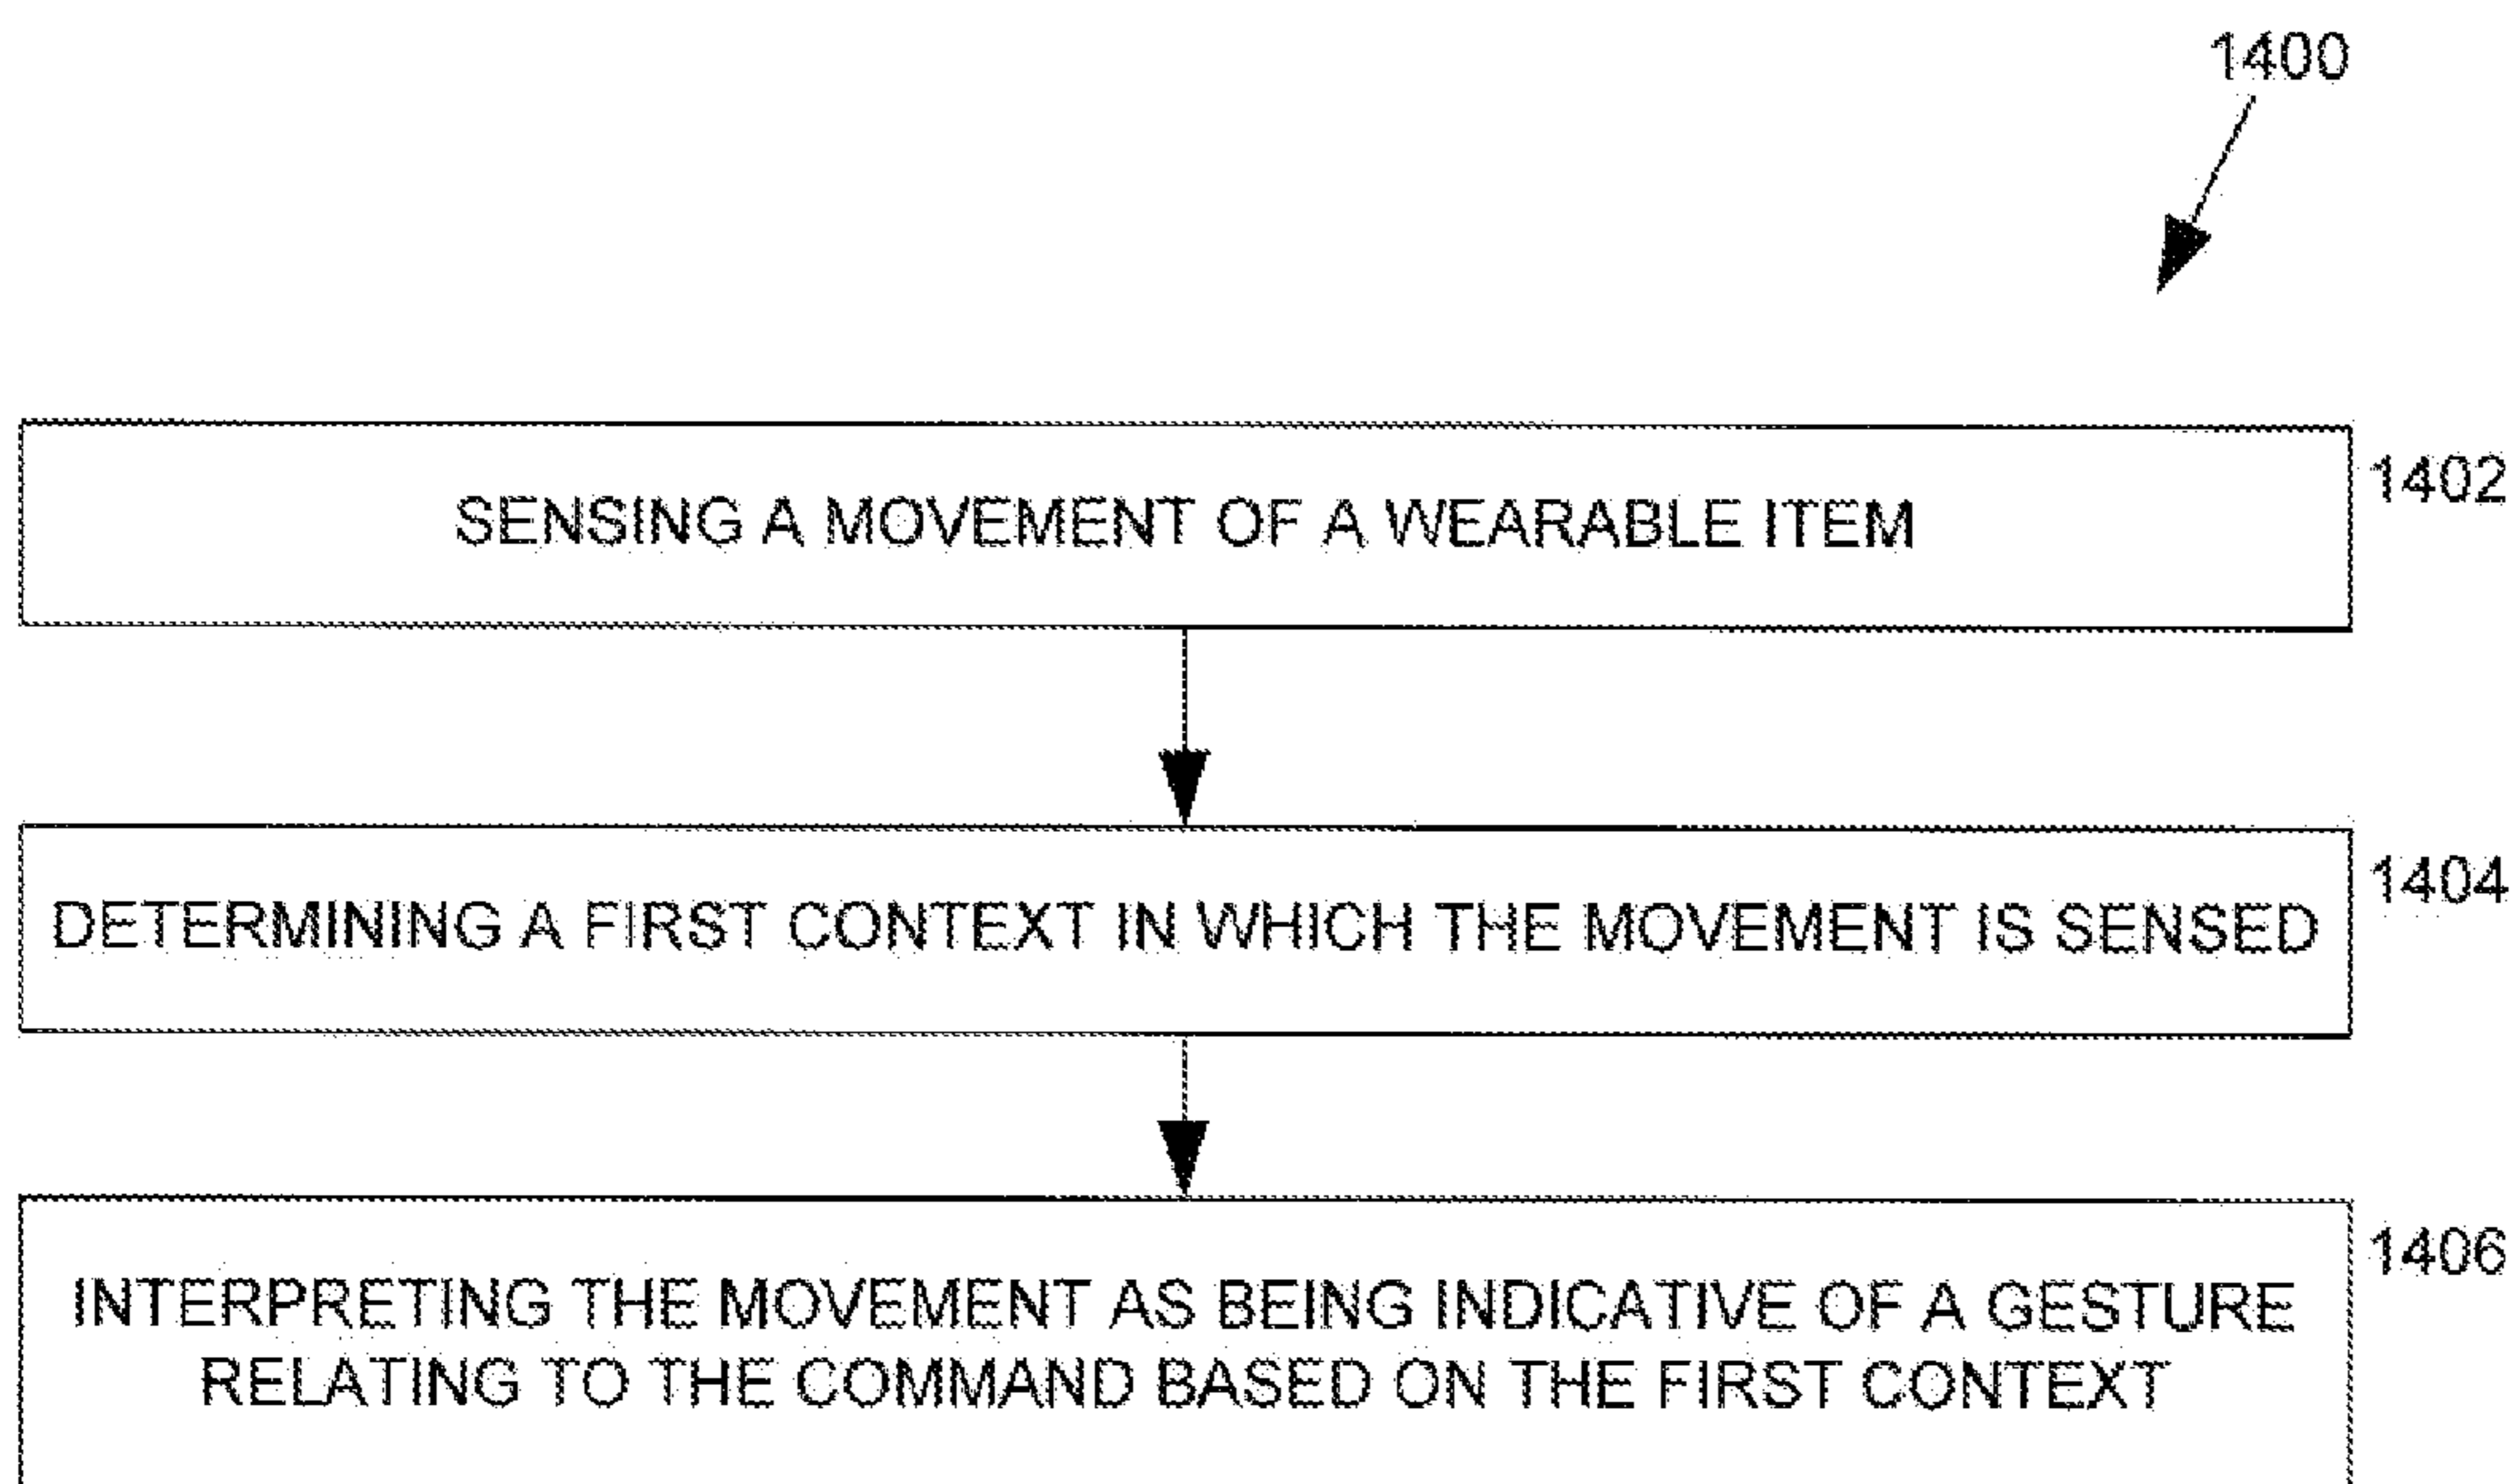 1400
SENSING A MOVEMENT OF A WEARABLE ITEM
1402
DETERMINING A FIRST CONTEXT IN WHICH THE MOVEMENT IS SENSED
1404
INTERPRETING THE MOVEMENT AS BEING INDICATIVE OF A GESTURE
RELATING TO THE COMMAND BASED ON THE FIRST CONTEXT
1406